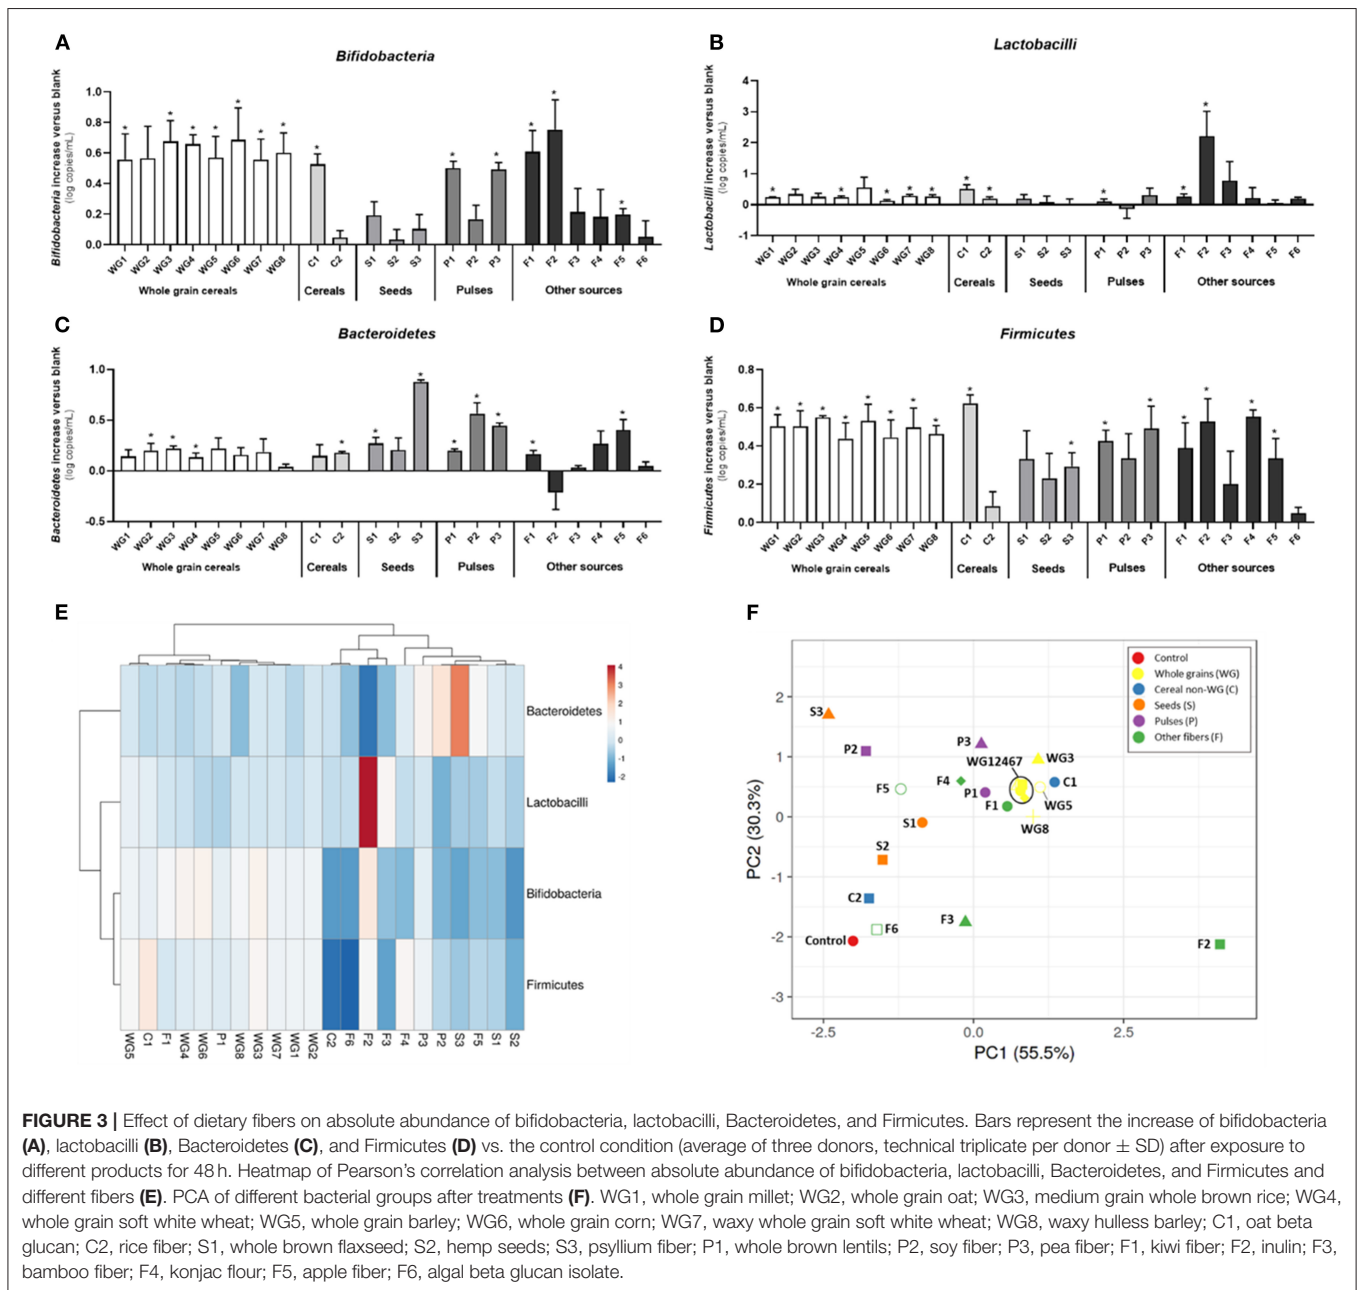 A
Bifidobacteria
Bifidobacteria increase versus blank
(log copies/mL)
1.0
0.8
0.6
0.4
0.2
0.0
* * * * * * * * * * * * *
WG1 WG2 WG3 WG4 WG5 WG6 WG7 WG8 C1 C2 S1 S2 S3 P1 P2 P3 F1 F2 F3 F4 F5 F6
Whole grain cereals Cereals Seeds Pulses Other sources
B
Lactobacilli
Lactobacilli increase versus blank
(log copies/mL)
4
3
2
1
0
-1
* * * * * * * * * *
WG1 WG2 WG3 WG4 WG5 WG6 WG7 WG8 C1 C2 S1 S2 S3 P1 P2 P3 F1 F2 F3 F4 F5 F6
Whole grain cereals Cereals Seeds Pulses Other sources
C
Bacteroidetes
Bacteroidetes increase versus blank
(log copies/mL)
1.0
0.5
0.0
-0.5
* * * * * * * * * * *
WG1 WG2 WG3 WG4 WG5 WG6 WG7 WG8 C1 C2 S1 S2 S3 P1 P2 P3 F1 F2 F3 F4 F5 F6
Whole grain cereals Cereals Seeds Pulses Other sources
D
Firmicutes
Firmicutes increase versus blank
(log copies/mL)
0.8
0.6
0.4
0.2
0.0
* * * * * * * * * * * * * * * *
WG1 WG2 WG3 WG4 WG5 WG6 WG7 WG8 C1 C2 S1 S2 S3 P1 P2 P3 F1 F2 F3 F4 F5 F6
Whole grain cereals Cereals Seeds Pulses Other sources
E
4
3
2
1
0
-1
-2
Bacteroidetes
Lactobacilli
Bifidobacteria
Firmicutes
WG5 C1 F1 WG4 WG6 P1 WG8 WG3 WG7 WG1 WG2 C2 F6 F2 F3 F4 P3 P2 S3 F5 S1 S2
F
Control
Whole grains (WG)
Cereal non-WG (C)
Seeds (S)
Pulses (P)
Other fibers (F)
PC2 (30.3%)
2
1
0
-1
-2
-3
S3
P2
P3
WG12467
WG3
F5
F4
P1
C1
F1
WG5
S1
WG8
S2
C2
F3
F6
Control
F2
-2.5 0.0 2.5
PC1 (55.5%)
FIGURE 3 | Effect of dietary fibers on absolute abundance of bifidobacteria, lactobacilli, Bacteroidetes, and Firmicutes. Bars represent the increase of bifidobacteria
(A), lactobacilli (B), Bacteroidetes (C), and Firmicutes (D) vs. the control condition (average of three donors, technical triplicate per donor ± SD) after exposure to
different products for 48 h. Heatmap of Pearson's correlation analysis between absolute abundance of bifidobacteria, lactobacilli, Bacteroidetes, and Firmicutes and
different fibers (E). PCA of different bacterial groups after treatments (F). WG1, whole grain millet; WG2, whole grain oat; WG3, medium grain whole brown rice; WG4,
whole grain soft white wheat; WG5, whole grain barley; WG6, whole grain corn; WG7, waxy whole grain soft white wheat; WG8, waxy hulless barley; C1, oat beta
glucan; C2, rice fiber; S1, whole brown flaxseed; S2, hemp seeds; S3, psyllium fiber; P1, whole brown lentils; P2, soy fiber; P3, pea fiber; F1, kiwi fiber; F2, inulin; F3,
bamboo fiber; F4, konjac flour; F5, apple fiber; F6, algal beta glucan isolate.